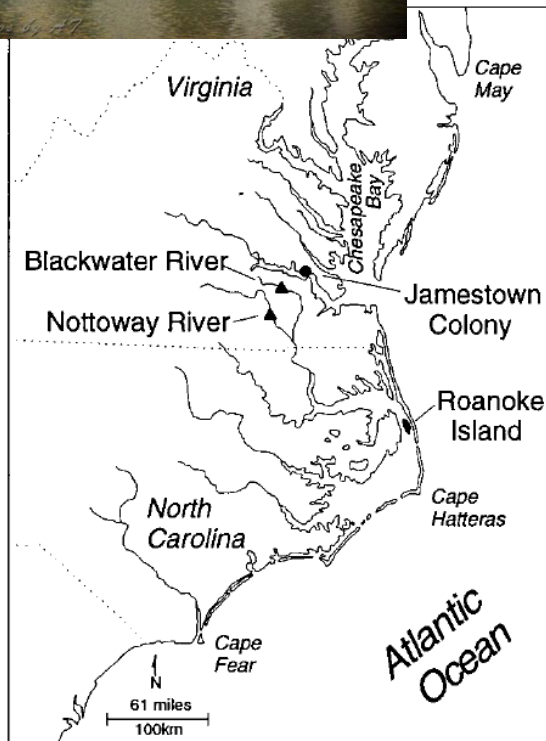 Virginia
Cape
May
Chesapeake
Bay
Blackwater River
Jamestown
Colony
Nottoway River
Roanoke
Island
Cape
Hatteras
North
Carolina
Atlantic
Ocean
Cape
Fear
N
61 miles
100km